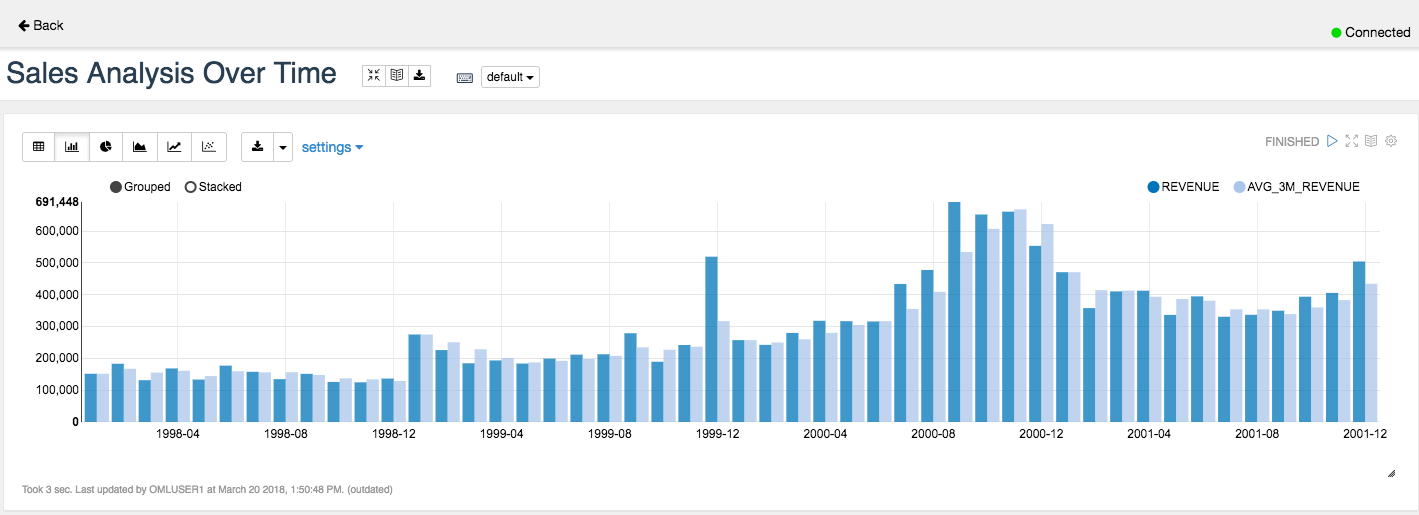 Back
Connected
Sales Analysis Over Time
default
settings
FINISHED
Grouped Stacked
REVENUE AVG_3M_REVENUE
691,448
600,000
500,000
400,000
300,000
200,000
100,000
0
1998-04 1998-08 1998-12 1999-04 1999-08 1999-12 2000-04 2000-08 2000-12 2001-04 2001-08 2001-12
Took 3 sec. Last updated by OMLUSER1 at March 20 2018, 1:50:48 PM. (outdated)